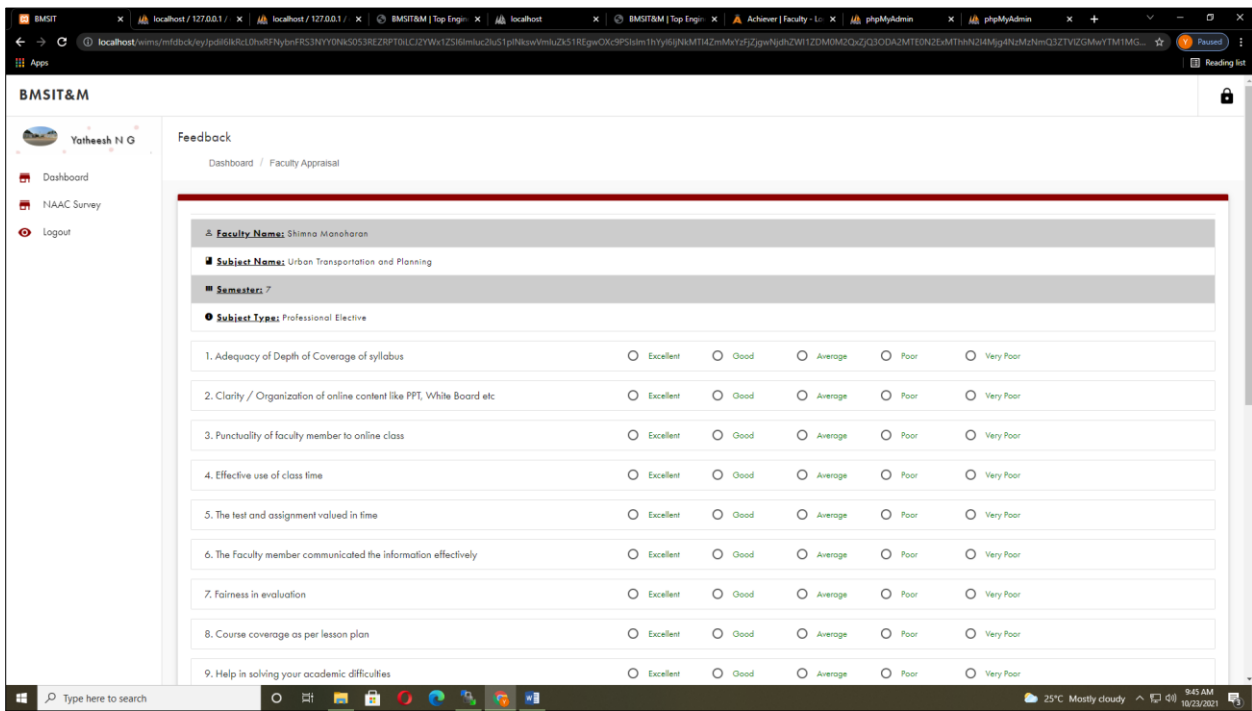 BMSIT
localhost / 127.0.0.1 /
localhost / 127.0.0.1 /
BMSIT&M | Top Engin
localhost
BMSIT&M | Top Engin
Achiever | Faculty - Lo
phpMyAdmin
phpMyAdmin
Paused
Apps
Reading list
BMSIT&M
Yatheesh N G
Feedback
Dashboard / Faculty Appraisal
Dashboard
NAAC Survey
Logout
Faculty Name: Shimna Manoharan
Subject Name: Urban Transportation and Planning
Semester: 7
Subject Type: Professional Elective
1. Adequacy of Depth of Coverage of syllabus Excellent Good Average Poor Very Poor
2. Clarity / Organization of online content like PPT, White Board etc Excellent Good Average Poor Very Poor
3. Punctuality of faculty member to online class Excellent Good Average Poor Very Poor
4. Effective use of class time Excellent Good Average Poor Very Poor
5. The test and assignment valued in time Excellent Good Average Poor Very Poor
6. The Faculty member communicated the information effectively Excellent Good Average Poor Very Poor
7. Fairness in evaluation Excellent Good Average Poor Very Poor
8. Course coverage as per lesson plan Excellent Good Average Poor Very Poor
9. Help in solving your academic difficulties Excellent Good Average Poor Very Poor
Type here to search
25°C Mostly cloudy
9:45 AM
10/23/2021